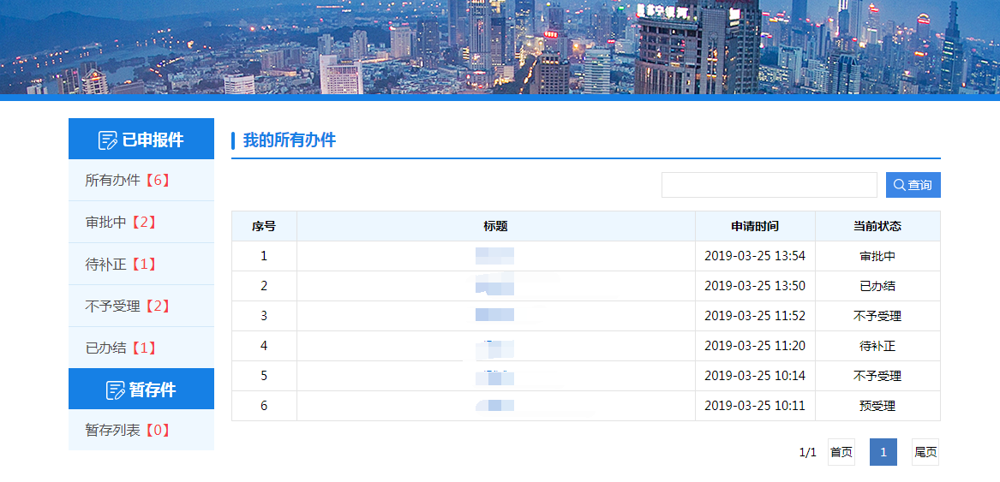 已申报件
所有办件【6】
审批中【2】
待补正【1】
不予受理【2】
已办结【1】
暂存件
暂存列表【0】
我的所有办件
查询
序号 标题 申请时间 当前状态
1 2019-03-25 13:54 审批中
2 2019-03-25 13:50 已办结
3 2019-03-25 11:52 不予受理
4 2019-03-25 11:20 待补正
5 2019-03-25 10:14 不予受理
6 2019-03-25 10:11 预受理
1/1 首页 1 尾页